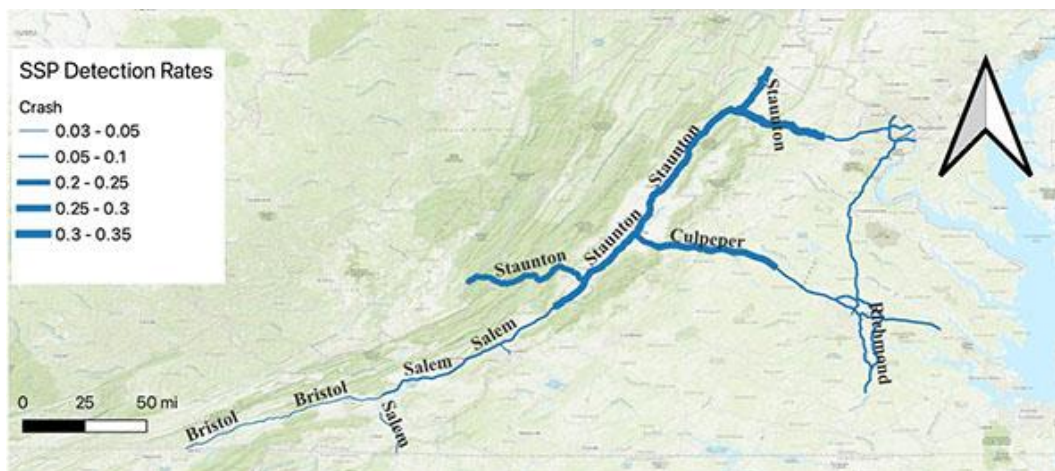 SSP Detection Rates
Crash
0.03 - 0.05
0.05 - 0.1
0.2 - 0.25
0.25 - 0.3
0.3 - 0.35
Staunton
Staunton
Staunton
Culpeper
Staunton
Richmond
Salem
Salem
Bristol
Salem
Bristol
0 25 50 mi